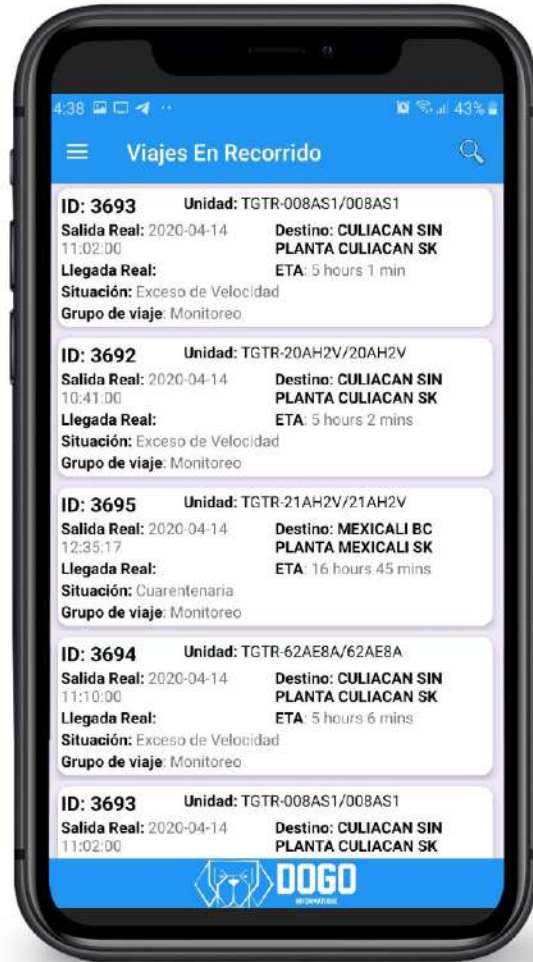 4:38
43%
Viajes En Recorrido
ID: 3693 Unidad: TGTR-008AS1/008AS1
Salida Real: 2020-04-14 Destino: CULIACAN SIN
11:02:00 PLANTA CULIACAN SK
Llegada Real: ETA: 5 hours 1 min
Situación: Exceso de Velocidad
Grupo de viaje: Monitoreo
ID: 3692 Unidad: TGTR-20AH2V/20AH2V
Salida Real: 2020-04-14 Destino: CULIACAN SIN
10:41:00 PLANTA CULIACAN SK
Llegada Real: ETA: 5 hours 2 mins
Situación: Exceso de Velocidad
Grupo de viaje: Monitoreo
ID: 3695 Unidad: TGTR-21AH2V/21AH2V
Salida Real: 2020-04-14 Destino: MEXICALI BC
12:35:17 PLANTA MEXICALI SK
Llegada Real: ETA: 16 hours 45 mins
Situación: Cuarentenaria
Grupo de viaje: Monitoreo
ID: 3694 Unidad: TGTR-62AE8A/62AE8A
Salida Real: 2020-04-14 Destino: CULIACAN SIN
11:10:00 PLANTA CULIACAN SK
Llegada Real: ETA: 5 hours 6 mins
Situación: Exceso de Velocidad
Grupo de viaje: Monitoreo
ID: 3693 Unidad: TGTR-008AS1/008AS1
Salida Real: 2020-04-14 Destino: CULIACAN SIN
11:02:00 PLANTA CULIACAN SK
DOGO